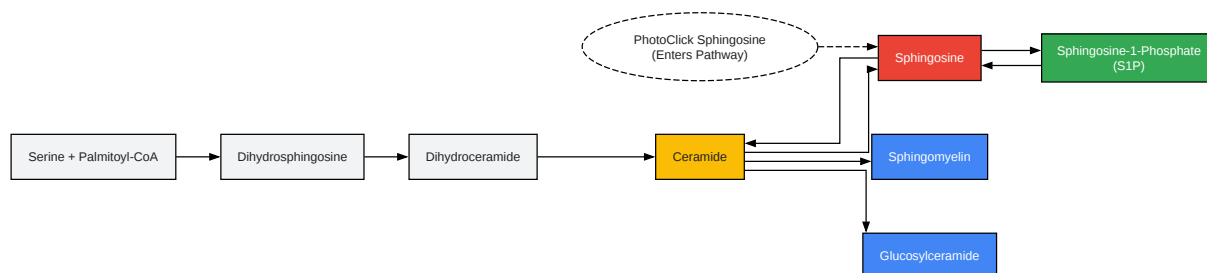 PhotoClick Sphingosine
(Enters Pathway)
Sphingosine
Sphingosine-1-Phosphate
(S1P)
Serine + Palmitoyl-CoA
Dihydrosphingosine
Dihydroceramide
Ceramide
Sphingomyelin
Glucosylceramide